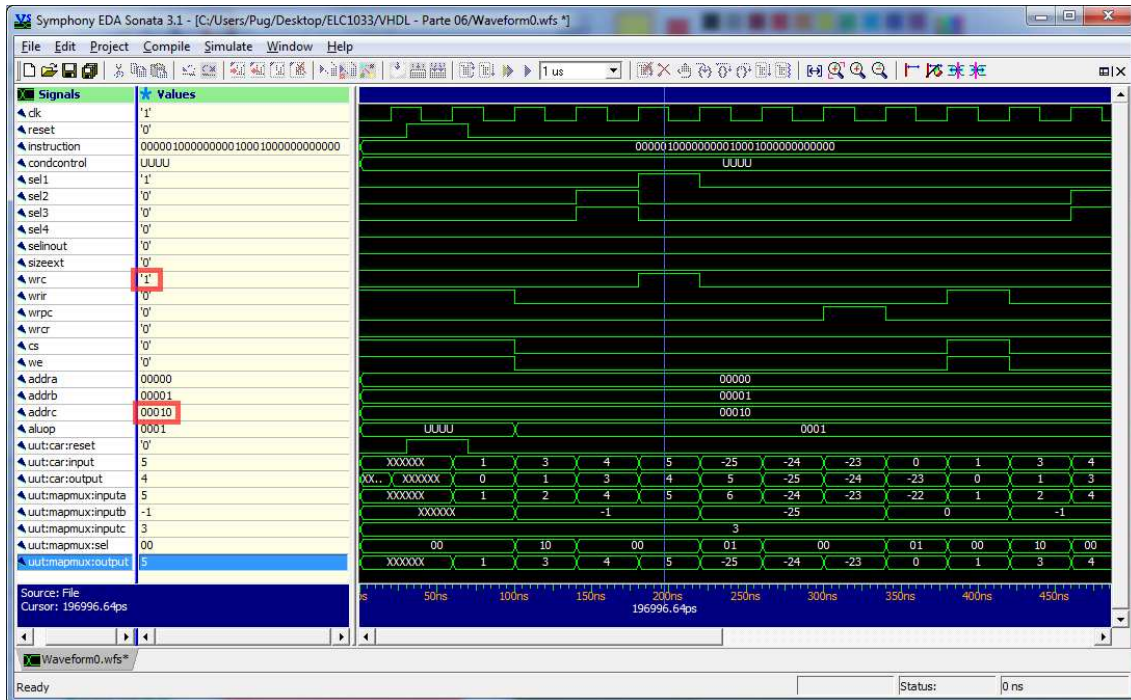 Symphony EDA Sonata 3.1 - [C:/Users/Pug/Desktop/ELC1033/VHDL - Parte 06/Waveform0.wfs *]
File Edit Project Compile Simulate Window Help
1 us
Signals Values
clk '1'
reset '0'
instruction 00000100000000001000100000000000 00000100000000001000100000000000
condcontrol UUUU UUUU
sel1 '1'
sel2 '0'
sel3 '0'
sel4 '0'
selinout '0'
sizeext '0'
wrc '1'
wrir '0'
wrpc '0'
wrcr '0'
cs '0'
we '0'
addra 00000 00000
addrb 00001 00001
addrc 00010 00010
aluop 0001 UUUU 0001
uut:car:reset '0'
uut:car:input 5 XXXXXX 1 3 4 5 -25 -24 -23 0 1 3 4
uut:car:output 4 XX.. XXXXXX 0 1 3 4 5 -25 -24 -23 0 1 3
uut:mapmux:inputa 5 XXXXXX 1 2 4 5 6 -24 -23 -22 1 2 4
uut:mapmux:inputb -1 XXXXXX -1 -25 0 -1
uut:mapmux:inputc 3 3
uut:mapmux:sel 00 00 10 00 01 00 01 00 10 00
uut:mapmux:output 5 XXXXXX 1 3 4 5 -25 -24 -23 0 1 3 4
Source: File
Cursor: 196996.64ps
50ns 100ns 150ns 200ns 250ns 300ns 350ns 400ns 450ns
196996.64ps
Waveform0.wfs*
Ready Status: 0 ns